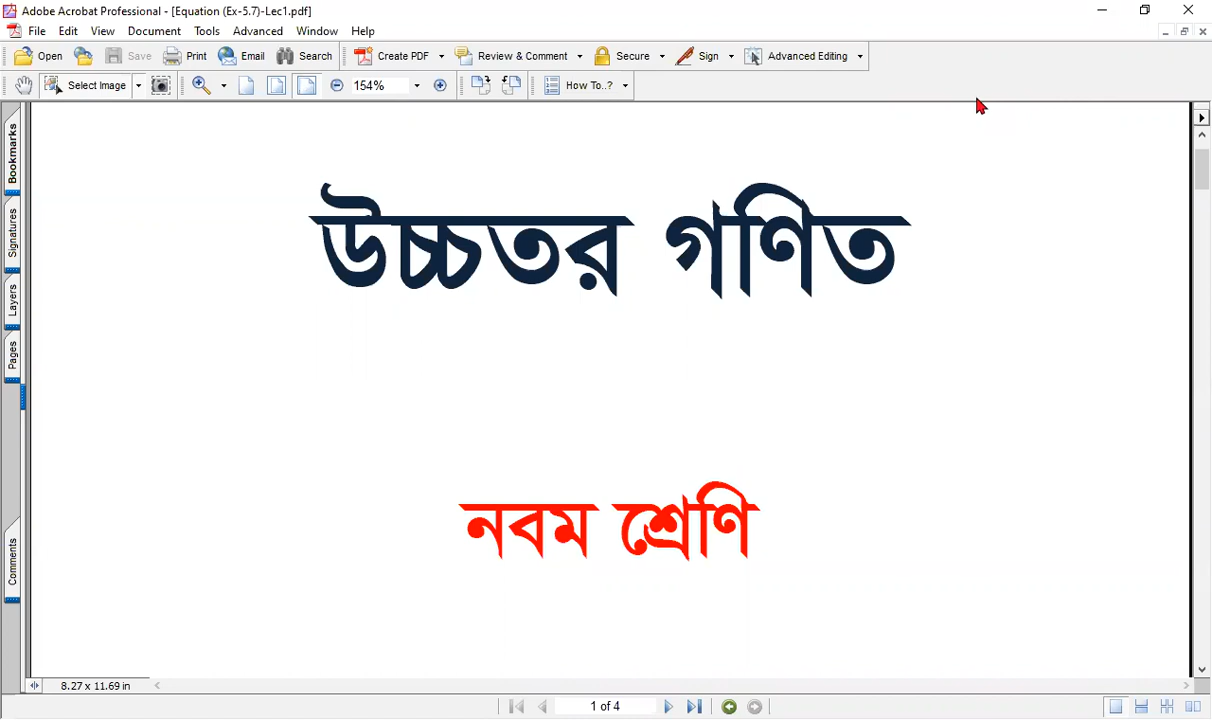 Adobe Acrobat Professional - [Equation (Ex-5.7)-Lec1.pdf]
File Edit View Document Tools Advanced Window Help
Open Save Print Email Search Create PDF Review & Comment Secure Sign Advanced Editing
Select Image 154% How To..?
Bookmarks
Signatures
Layers
Pages
Comments
উচ্চতর গণিত
নবম শ্রেণি
8.27 x 11.69 in
1 of 4